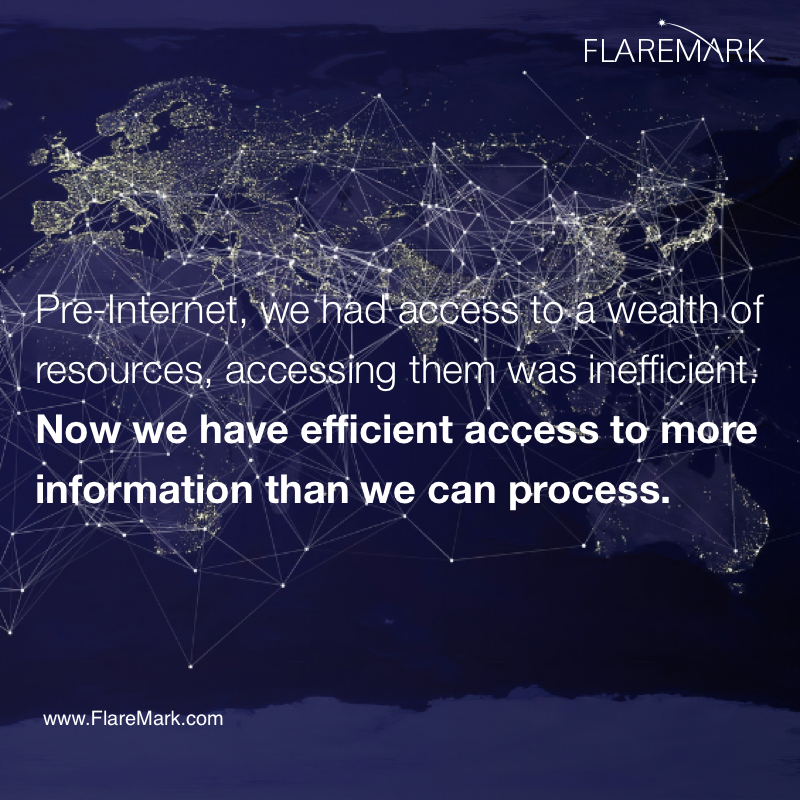 FLAREMARK
Pre-Internet, we had access to a wealth of
resources, accessing them was inefficient.
Now we have efficient access to more
information than we can process.
www.FlareMark.com